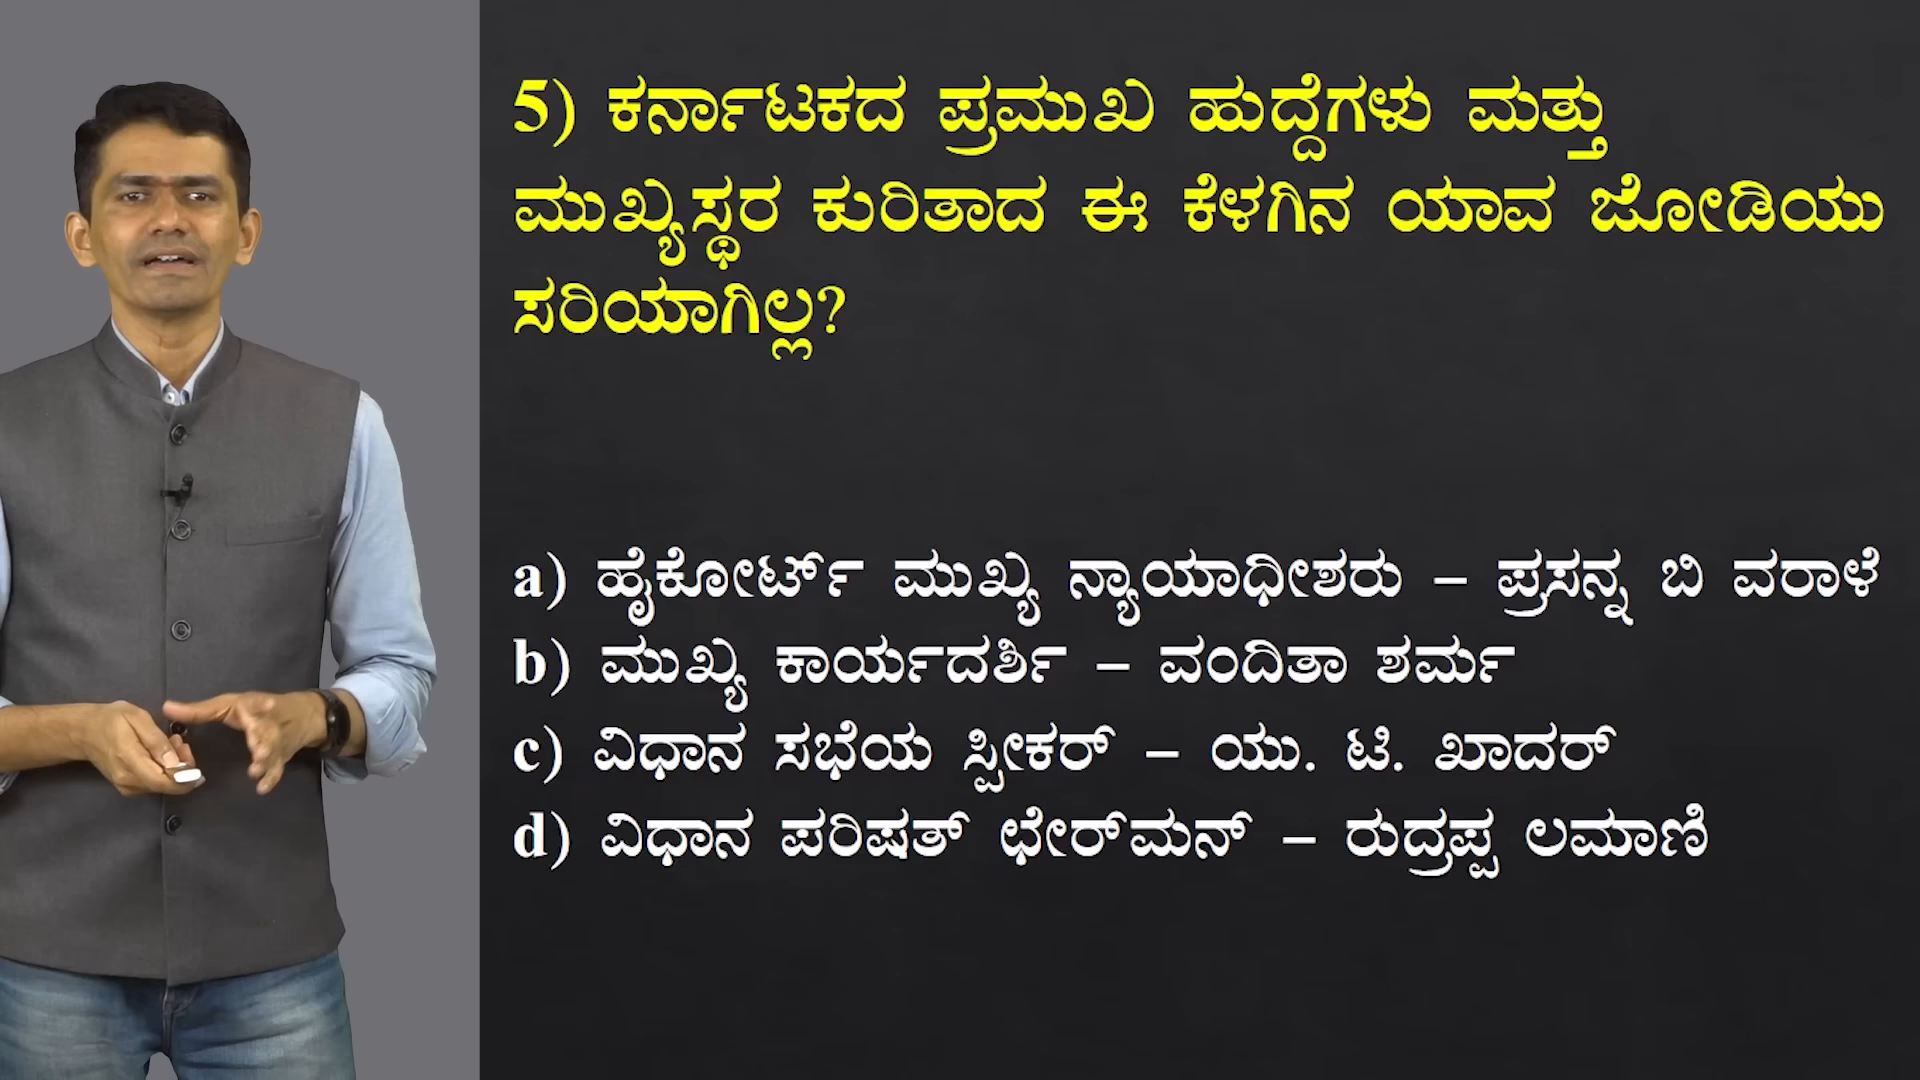 5) ಕರ್ನಾಟಕದ ಪ್ರಮುಖ ಹುದ್ದೆಗಳು ಮತ್ತು
ಮುಖ್ಯಸ್ಥರ ಕುರಿತಾದ ಈ ಕೆಳಗಿನ ಯಾವ ಜೋಡಿಯು
ಸರಿಯಾಗಿಲ್ಲ?
a) ಹೈಕೋರ್ಟ್ ಮುಖ್ಯ ನ್ಯಾಯಾಧೀಶರು – ಪ್ರಸನ್ನ ಬಿ ವರಾಳೆ
b) ಮುಖ್ಯ ಕಾರ್ಯದರ್ಶಿ – ವಂದಿತಾ ಶರ್ಮ
c) ವಿಧಾನ ಸಭೆಯ ಸ್ಪೀಕರ್ – ಯು. ಟಿ. ಖಾದರ್
d) ವಿಧಾನ ಪರಿಷತ್ ಛೇರ್‌ಮನ್ – ರುದ್ರಪ್ಪ ಲಮಾಣಿ